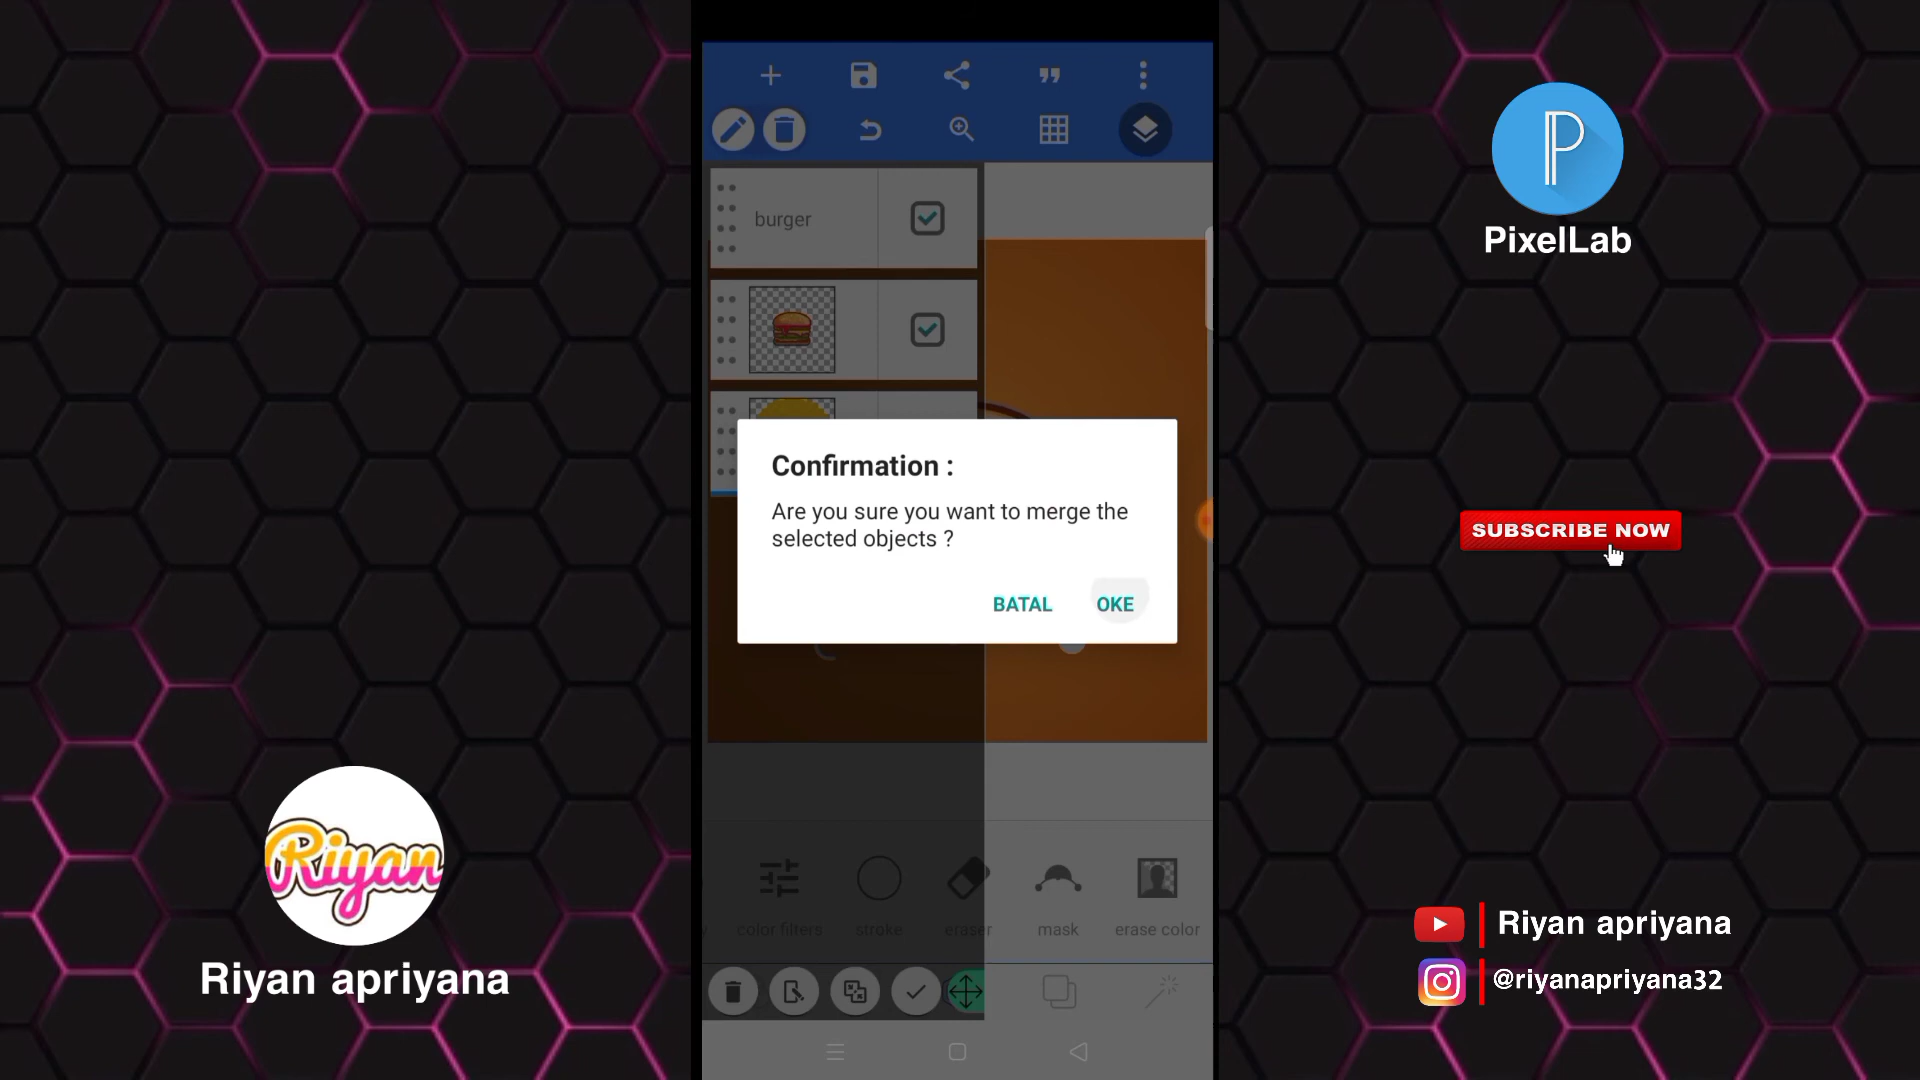 burger
Confirmation :
Are you sure you want to merge the
selected objects ?
BATAL
OKE
y
color filters
stroke
eraser
mask
erase color
PixelLab
SUBSCRIBE NOW
Riyan
Riyan apriyana
Riyan apriyana
@riyanapriyana32